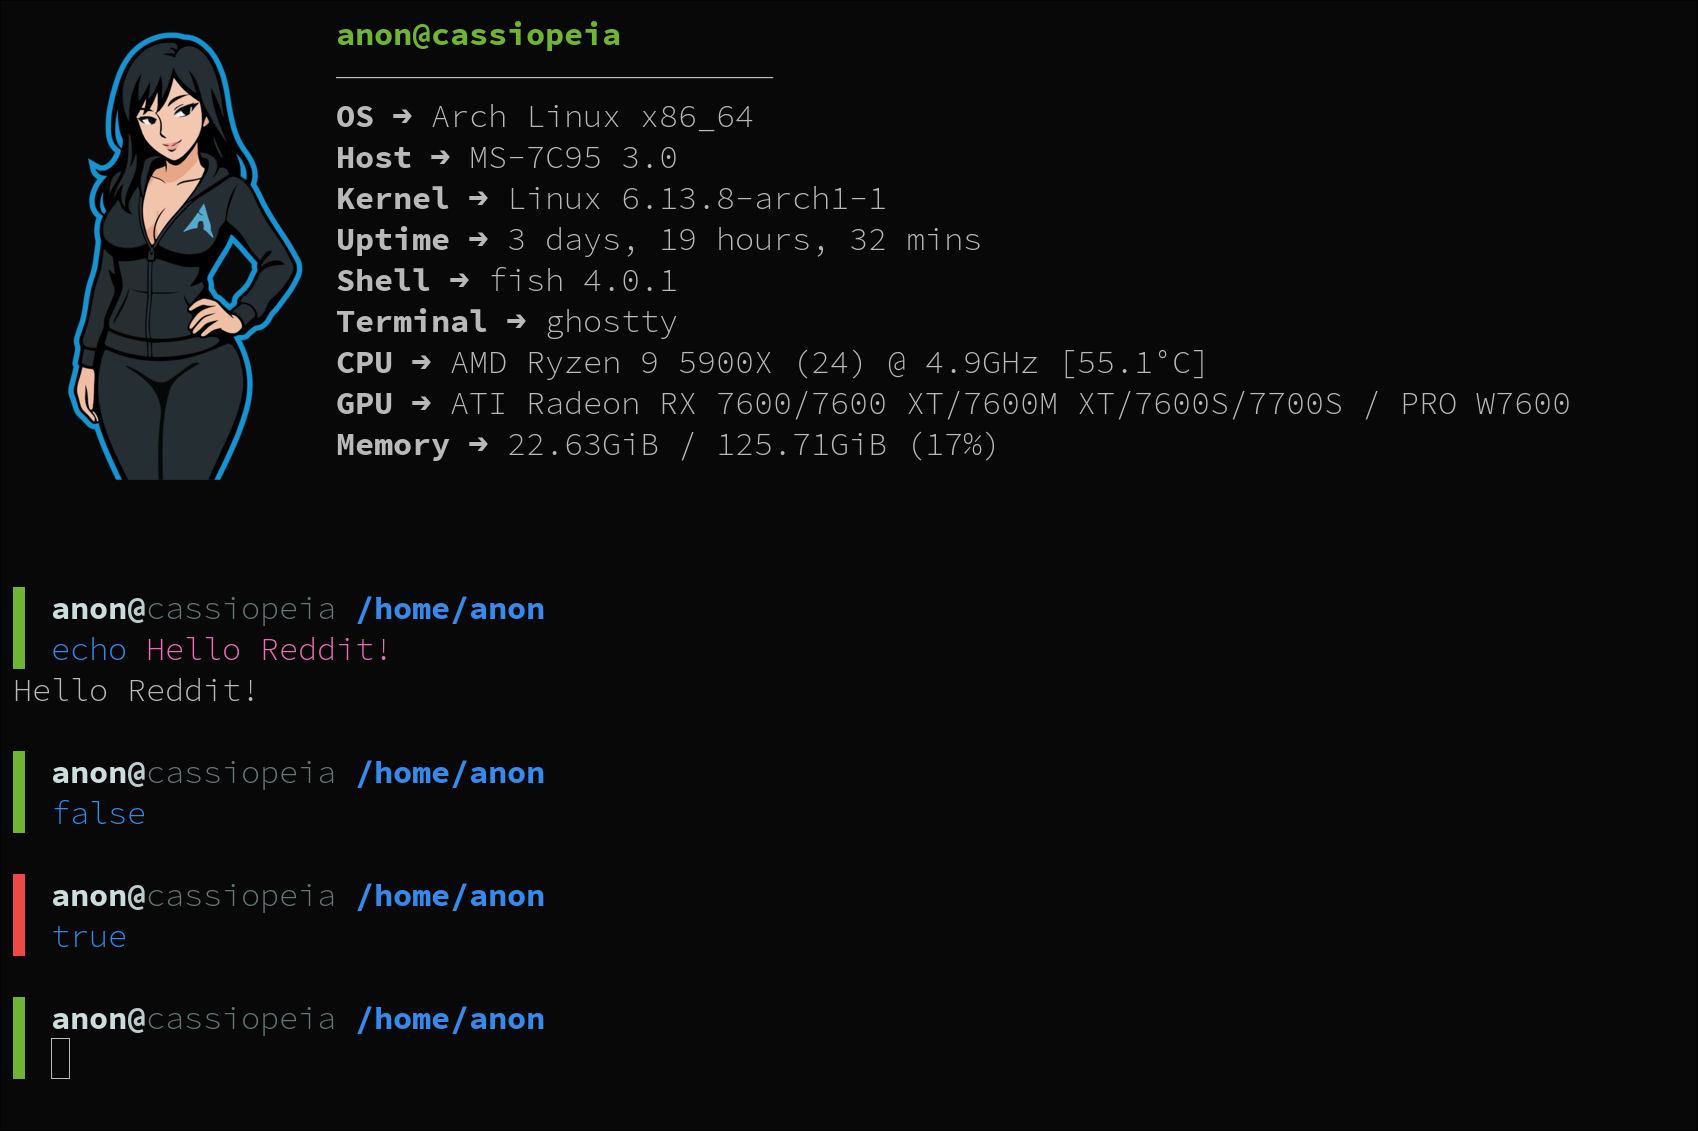 anon@cassiopeia
OS ➔ Arch Linux x86_64
Host ➔ MS-7C95 3.0
Kernel ➔ Linux 6.13.8-arch1-1
Uptime ➔ 3 days, 19 hours, 32 mins
Shell ➔ fish 4.0.1
Terminal ➔ ghostty
CPU ➔ AMD Ryzen 9 5900X (24) @ 4.9GHz [55.1°C]
GPU ➔ ATI Radeon RX 7600/7600 XT/7600M XT/7600S/7700S / PRO W7600
Memory ➔ 22.63GiB / 125.71GiB (17%)
anon@cassiopeia /home/anon
echo Hello Reddit!
Hello Reddit!
anon@cassiopeia /home/anon
false
anon@cassiopeia /home/anon
true
anon@cassiopeia /home/anon